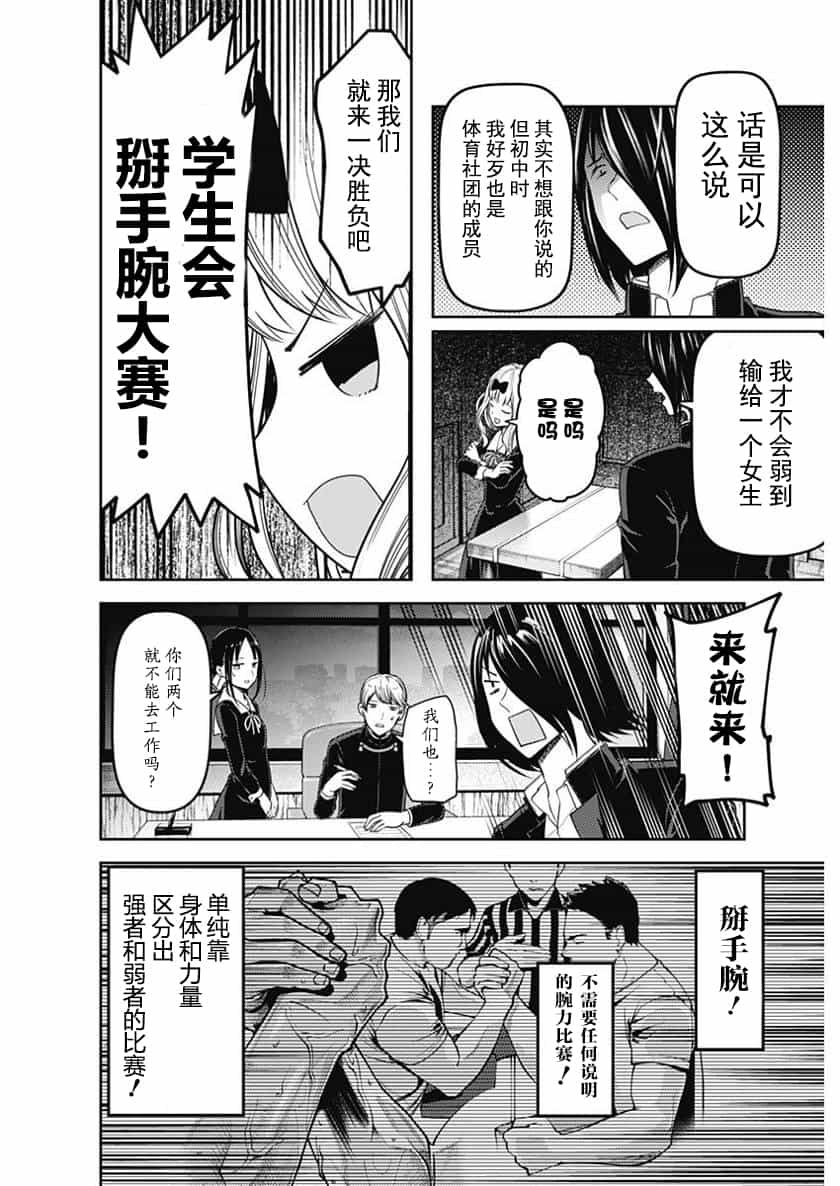 话是可以
这么说
其实不想跟你说的
但初中时
我好歹也是
体育社团的成员
我才不会弱到
输给一个女生
是吗
是吗
那我们
就来一决胜负吧
学生会
掰手腕大赛！
来就来！
我们也…？
你们两个
就不能去工作吗？
掰手腕！
不需要任何说明
的腕力比赛！
单纯靠
身体和力量
区分出
强者和弱者的比赛！